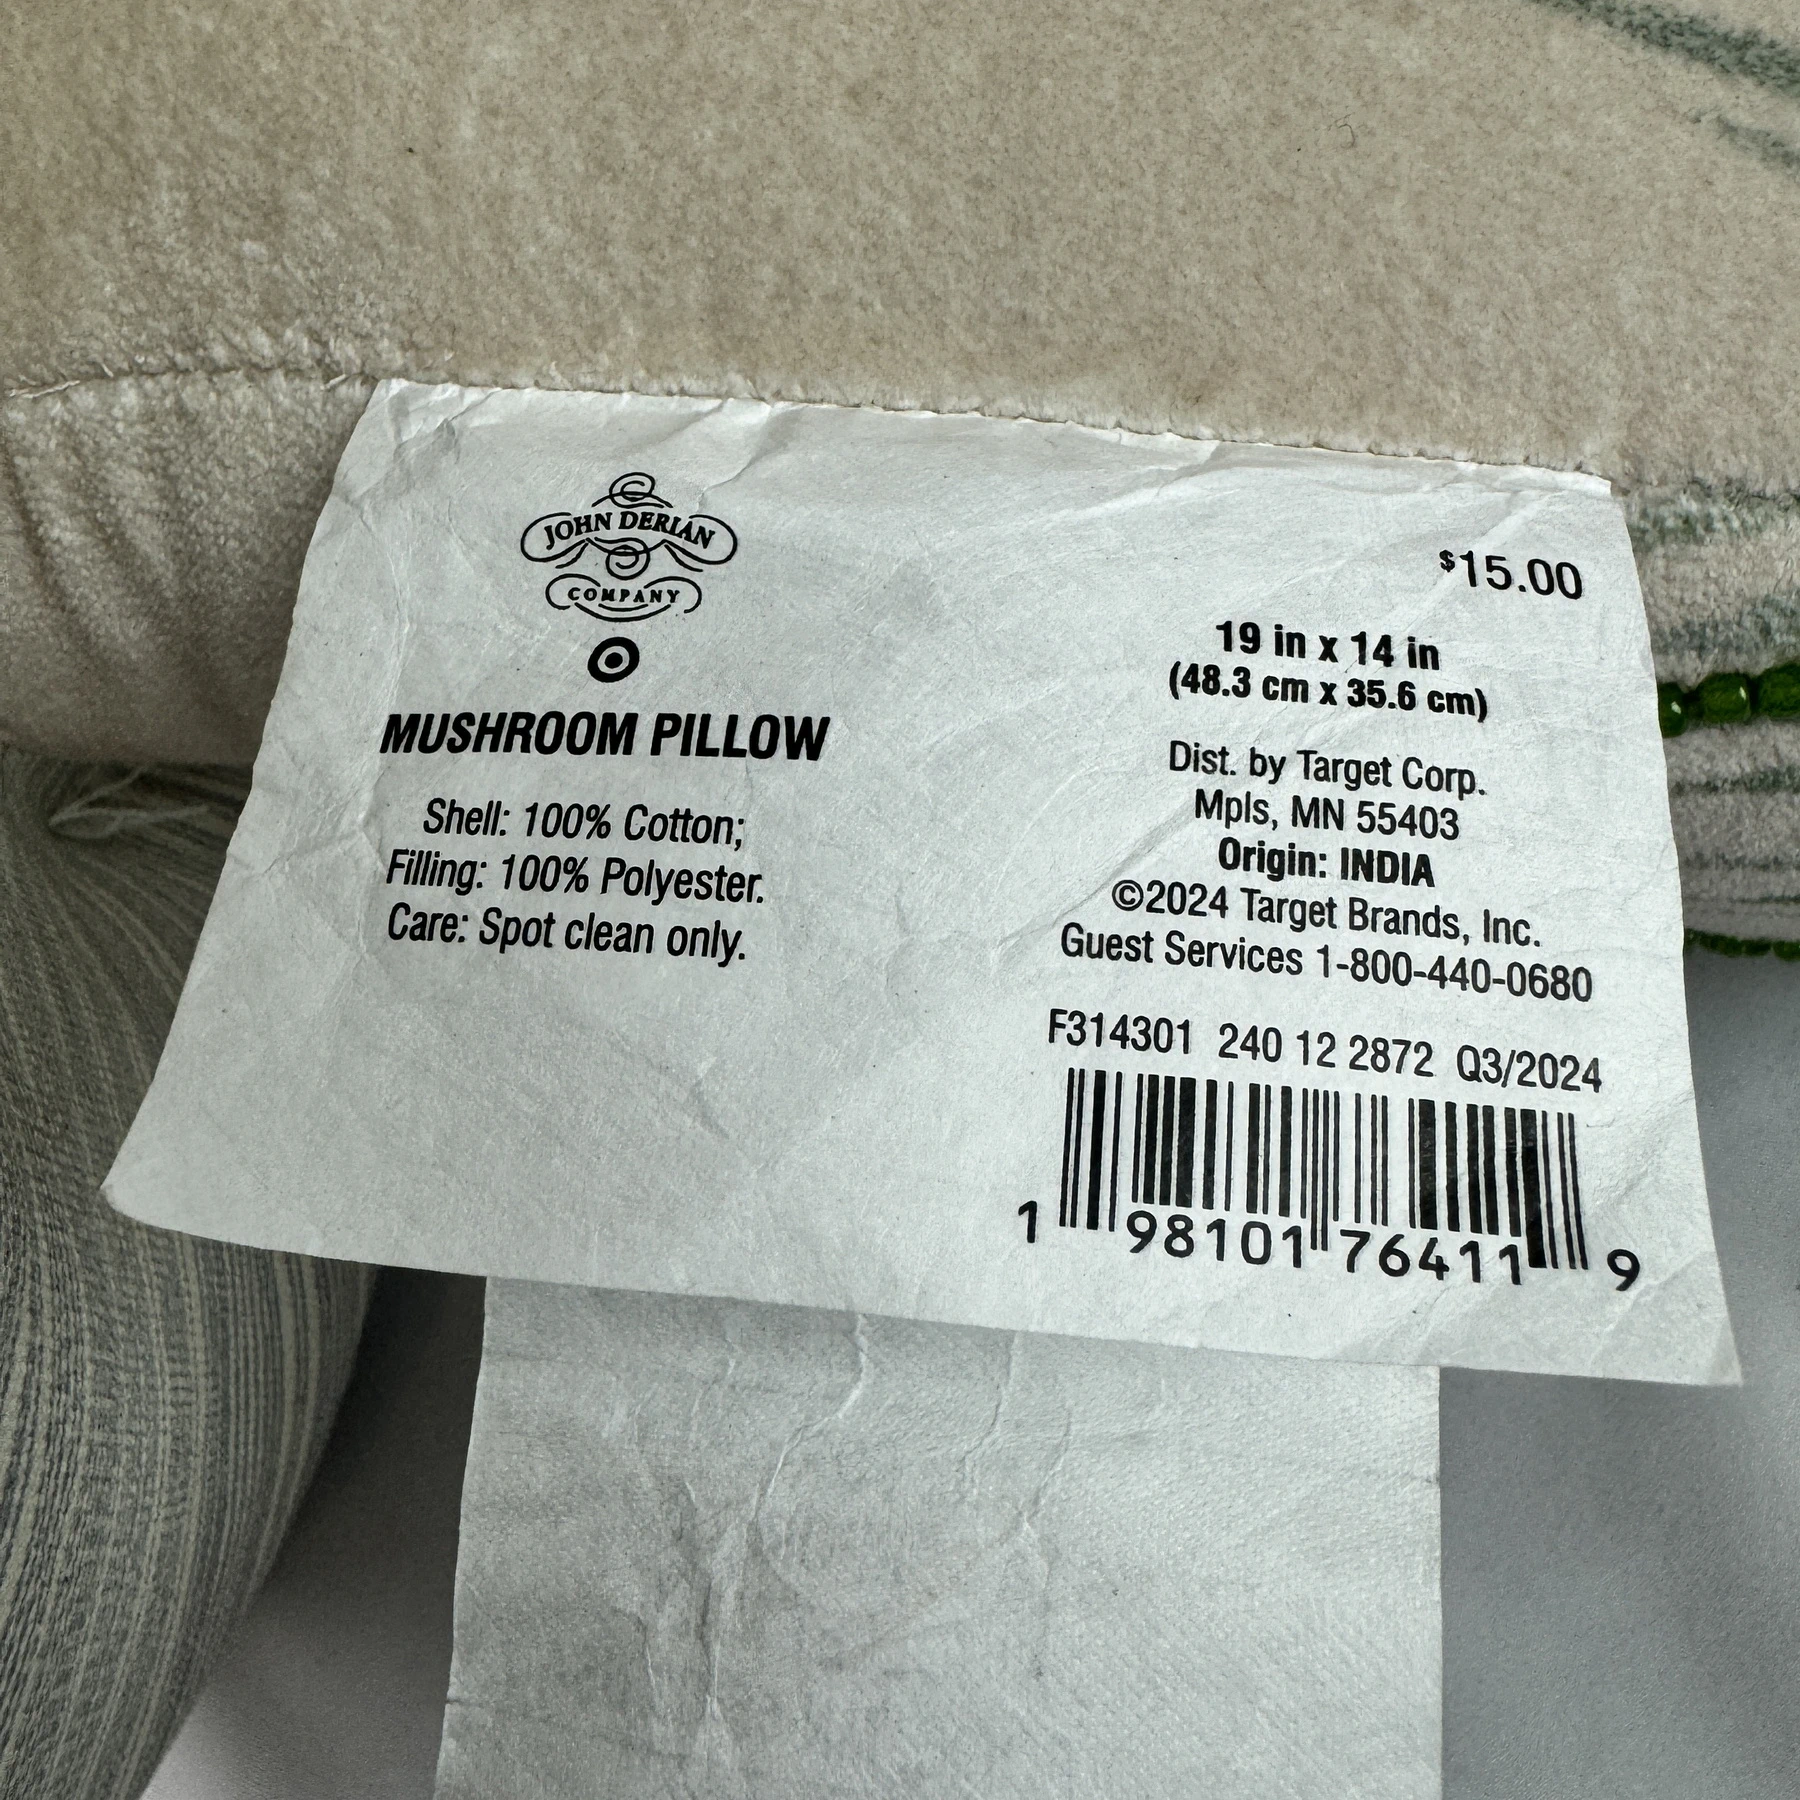 JOHN DERIAN
COMPANY
MUSHROOM PILLOW
Shell: 100% Cotton;
Filling: 100% Polyester.
Care: Spot clean only.
$15.00
19 in x 14 in
(48.3 cm x 35.6 cm)
Dist. by Target Corp.
Mpls, MN 55403
Origin: INDIA
©2024 Target Brands, Inc.
Guest Services 1-800-440-0680
F314301 240 12 2872 Q3/2024
1 98101 76411 9